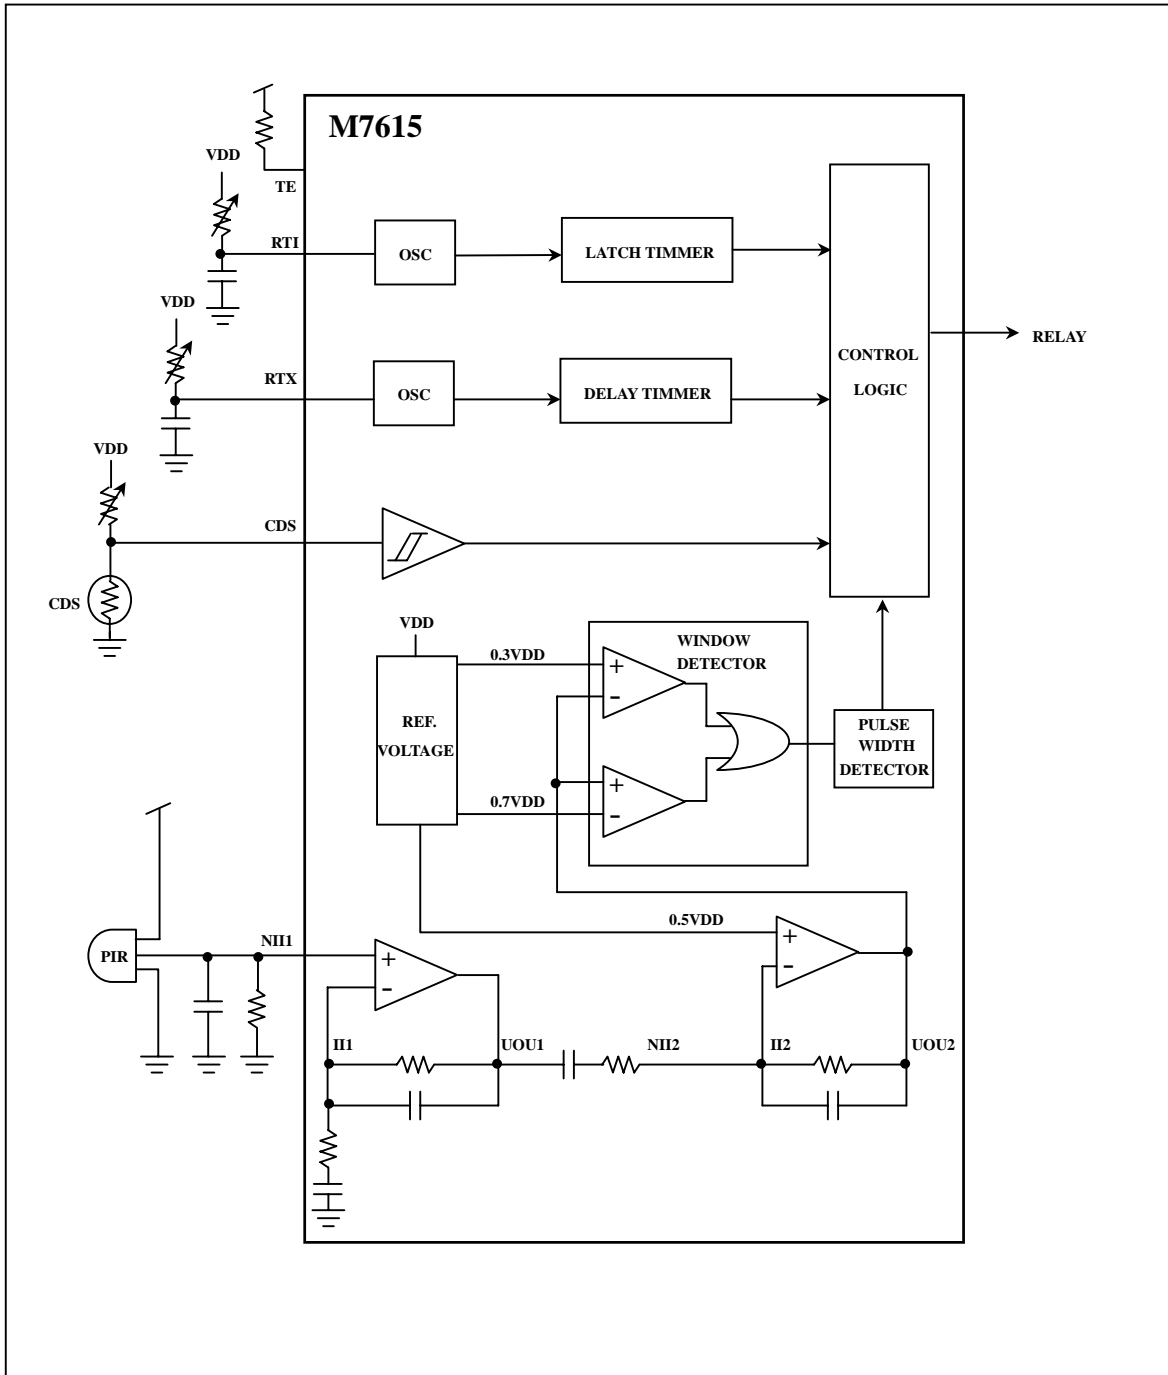 M7615
VDD
TE
RTI
OSC
LATCH TIMMER
VDD
RTX
OSC
DELAY TIMMER
CONTROL
LOGIC
RELAY
VDD
CDS
CDS
VDD
REF.
VOLTAGE
0.3VDD
0.7VDD
WINDOW
DETECTOR
+
-
+
-
PULSE
WIDTH
DETECTOR
0.5VDD
PIR
NII1
+
-
+
-
II1
UOU1
NII2
II2
UOU2